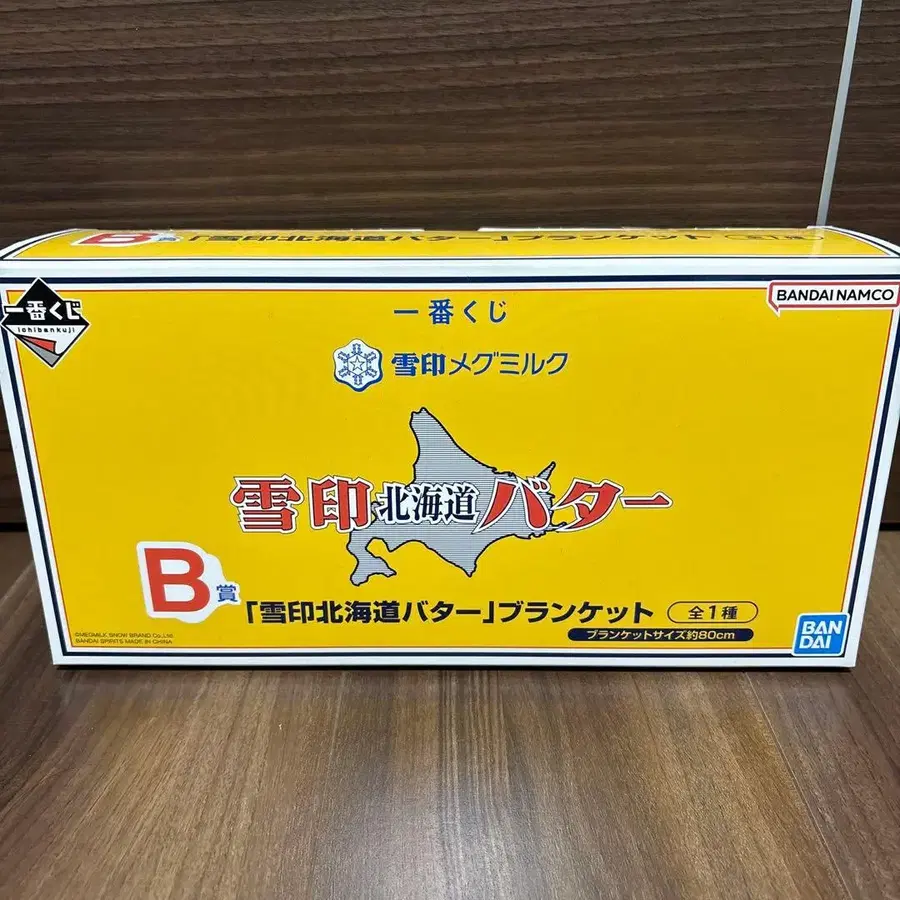 B賞「雪印北海道バター」ブランケット 全1種
一番くじ
ichibankuji
BANDAI NAMCO
一番くじ
雪印メグミルク
雪印北海道バター
B賞
「雪印北海道バター」ブランケット 全1種
ブランケットサイズ約80cm
©MEGMILK SNOW BRAND Co.,Ltd.
BANDAI SPIRITS MADE IN CHINA
BAN
DAI